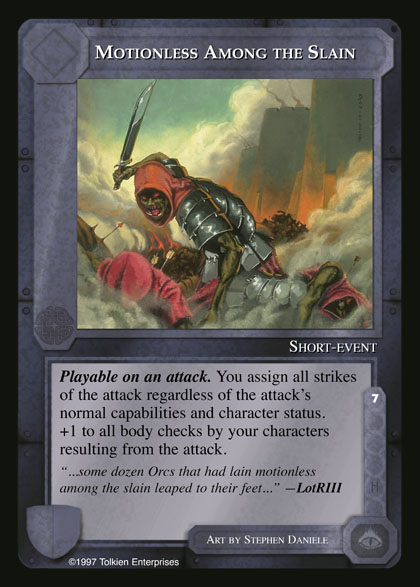 Motionless Among the Slain
Short-event
Playable on an attack. You assign all strikes
of the attack regardless of the attack's
normal capabilities and character status.
+1 to all body checks by your characters
resulting from the attack.
"...some dozen Orcs that had lain motionless
among the slain leaped to their feet..." —LotRIII
7
Art by Stephen Daniele
©1997 Tolkien Enterprises